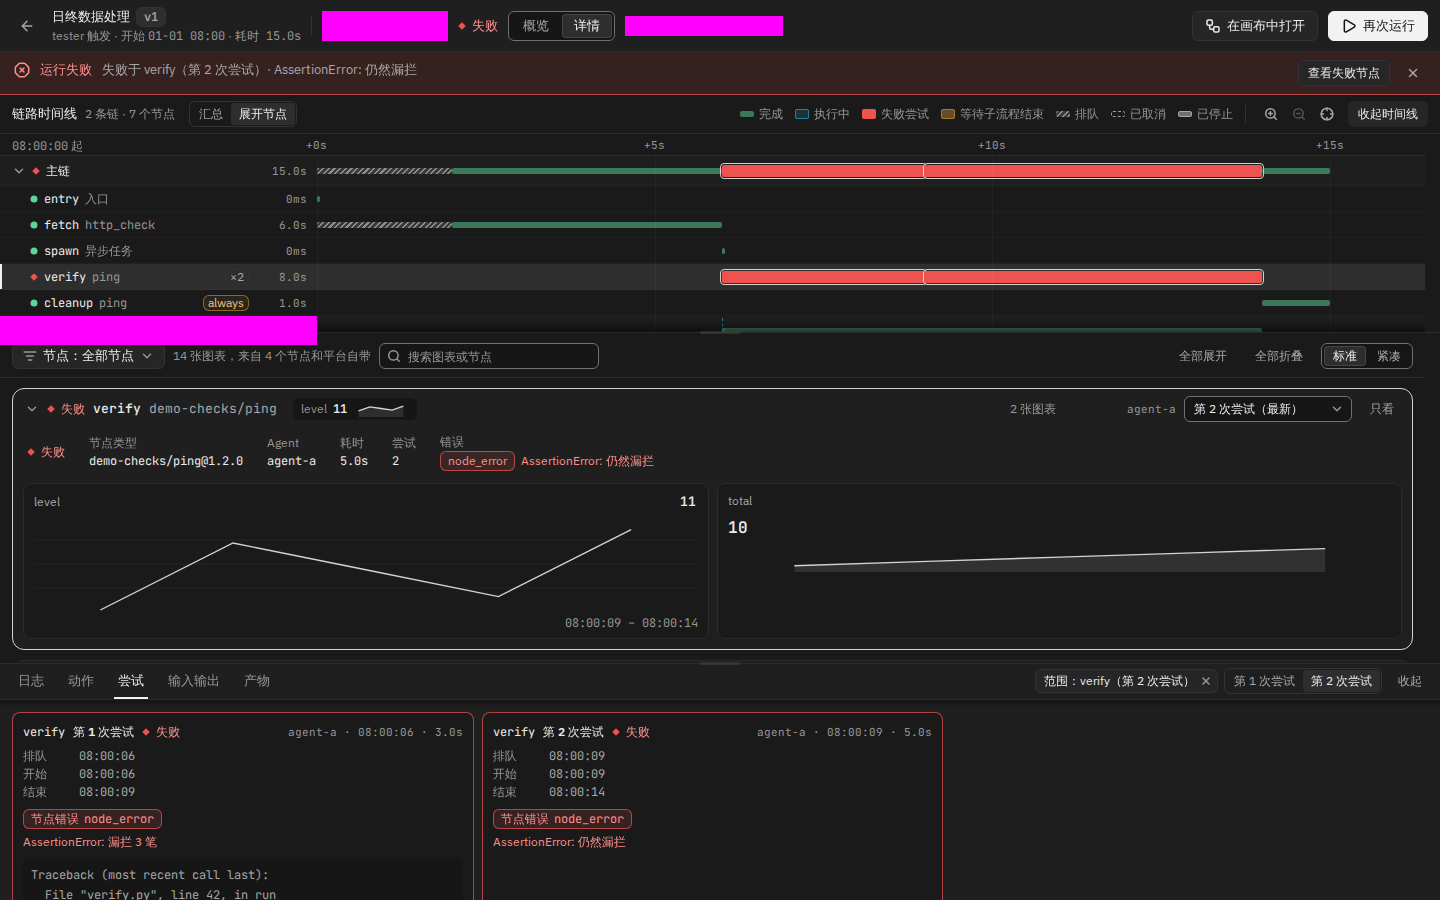 日终数据处理 v1
tester 触发 · 开始 01-01 08:00 · 耗时 15.0s
失败
概览 详情
在画布中打开
再次运行
运行失败 失败于 verify（第 2 次尝试）· AssertionError: 仍然漏拦
查看失败节点
链路时间线 2 条链 · 7 个节点 汇总 展开节点
完成 执行中 失败尝试 等待子流程结束 排队 已取消 已停止
收起时间线
08:00:00 起 +0s +5s +10s +15s
主链 15.0s
entry 入口 0ms
fetch http_check 6.0s
spawn 异步任务 0ms
verify ping ×2 8.0s
cleanup ping always 1.0s
节点：全部节点 14 张图表，来自 4 个节点和平台自带 搜索图表或节点
全部展开 全部折叠 标准 紧凑
失败 verify demo-checks/ping level 11
2 张图表 agent-a 第 2 次尝试（最新） 只看
失败
节点类型 Agent 耗时 尝试 错误
demo-checks/ping@1.2.0 agent-a 5.0s 2 node_error AssertionError: 仍然漏拦
level 11
08:00:09 – 08:00:14
total
10
日志 动作 尝试 输入输出 产物
范围：verify（第 2 次尝试） 第 1 次尝试 第 2 次尝试 收起
verify 第 1 次尝试 失败 agent-a · 08:00:06 · 3.0s
排队 08:00:06
开始 08:00:06
结束 08:00:09
节点错误 node_error
AssertionError: 漏拦 3 笔
Traceback (most recent call last):
File "verify.py", line 42, in run
verify 第 2 次尝试 失败 agent-a · 08:00:09 · 5.0s
排队 08:00:09
开始 08:00:09
结束 08:00:14
节点错误 node_error
AssertionError: 仍然漏拦